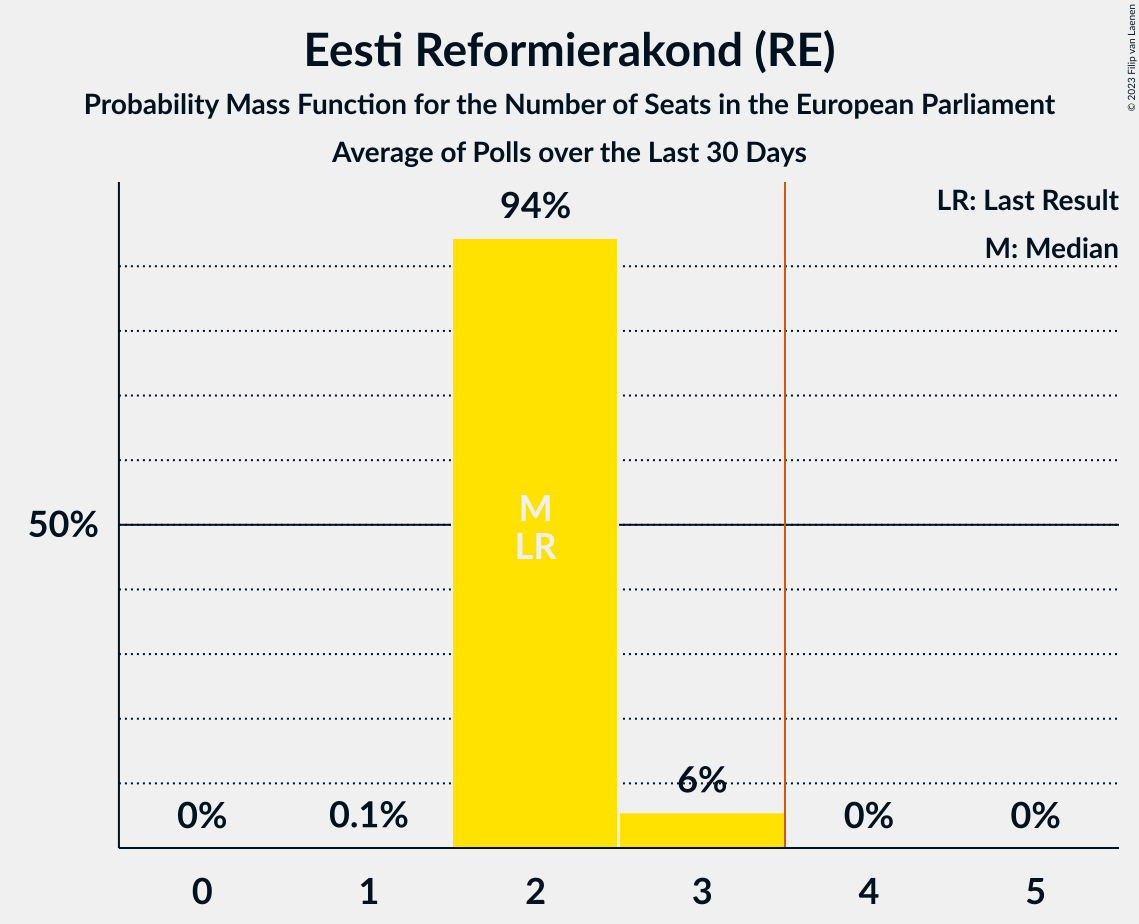 Eesti Reformierakond (RE)
Probability Mass Function for the Number of Seats in the European Parliament
Average of Polls over the Last 30 Days
© 2023 Filip van Laenen
LR: Last Result
M: Median
94%
50%
M
LR
0%
0.1%
6%
0%
0%
0
1
2
3
4
5